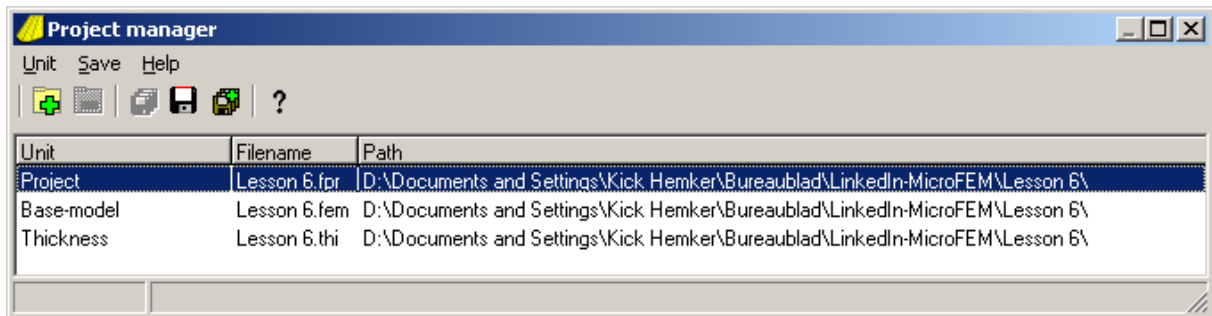 Project manager
Unit Save Help
?
Unit Filename Path
Project Lesson 6.fpr D:\Documents and Settings\Kick Hemker\Bureaublad\LinkedIn-MicroFEM\Lesson 6\
Base-model Lesson 6.fem D:\Documents and Settings\Kick Hemker\Bureaublad\LinkedIn-MicroFEM\Lesson 6\
Thickness Lesson 6.thi D:\Documents and Settings\Kick Hemker\Bureaublad\LinkedIn-MicroFEM\Lesson 6\